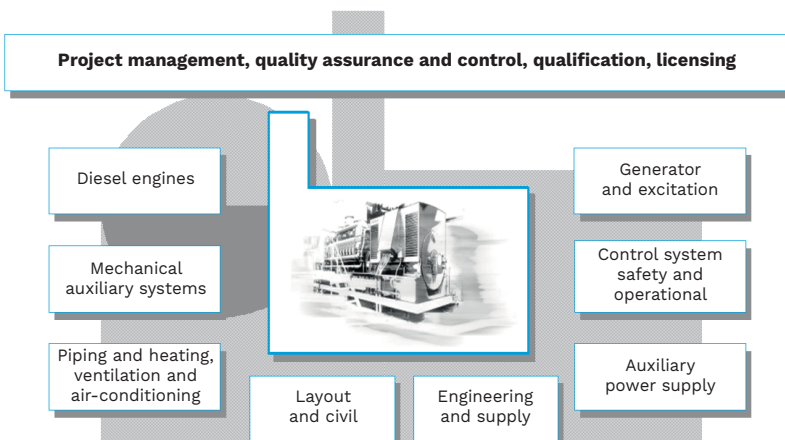 Project management, quality assurance and control, qualification, licensing
Diesel engines
Generator
and excitation
Mechanical
auxiliary systems
Control system
safety and
operational
Piping and heating,
ventilation and
air-conditioning
Auxiliary
power supply
Layout
and civil
Engineering
and supply